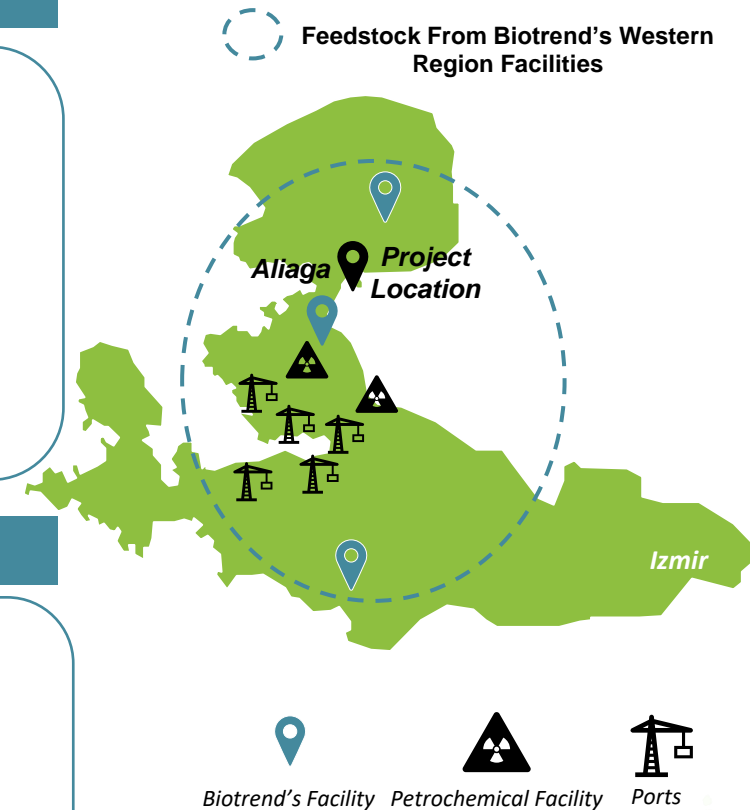 Feedstock From Biotrend's Western
Region Facilities
Aliaga
Project
Location
Izmir
Biotrend's Facility
Petrochemical Facility
Ports